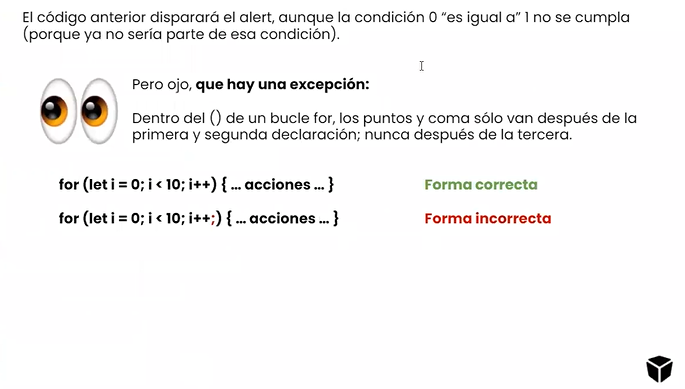 El código anterior disparará el alert, aunque la condición 0 “es igual a” 1 no se cumpla
(porque ya no sería parte de esa condición).
Pero ojo, que hay una excepción:
Dentro del () de un bucle for, los puntos y coma sólo van después de la
primera y segunda declaración; nunca después de la tercera.
for (let i = 0; i < 10; i++) { ... acciones ... } Forma correcta
for (let i = 0; i < 10; i++;) { ... acciones ... } Forma incorrecta